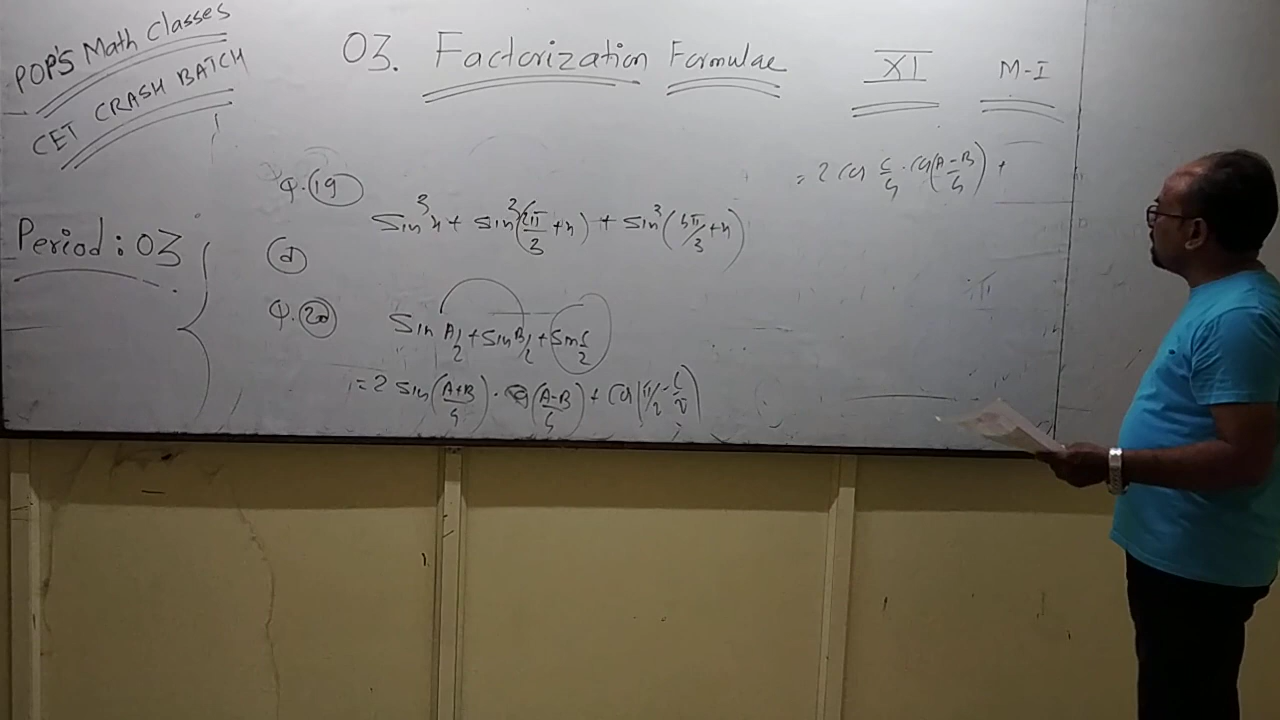 POP'S Math Classes
CET CRASH BATCH
03. Factorization Formulae XI M-I
Period : 03
Q. 19
sin³x + sin³(2π/3 + x) + sin³(4π/3 + x)
d
Q. 20
sin A/2 + sin B/2 + sin C/2
= 2 sin((A+B)/4) · cos((A-B)/4) + cos(π/2 - C/2)
= 2 cos C/4 · cos((A-B)/4) +